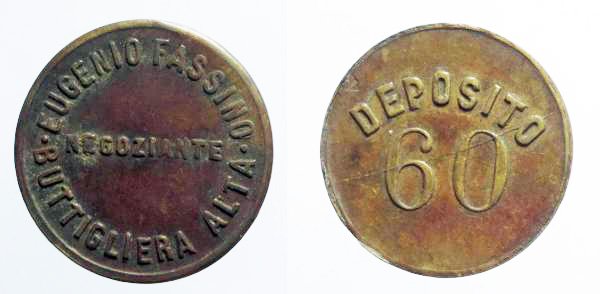 EUGENIO FASSINO
NEGOZIANTE
·BUTTIGLIERA ALTA·
DEPOSITO
60